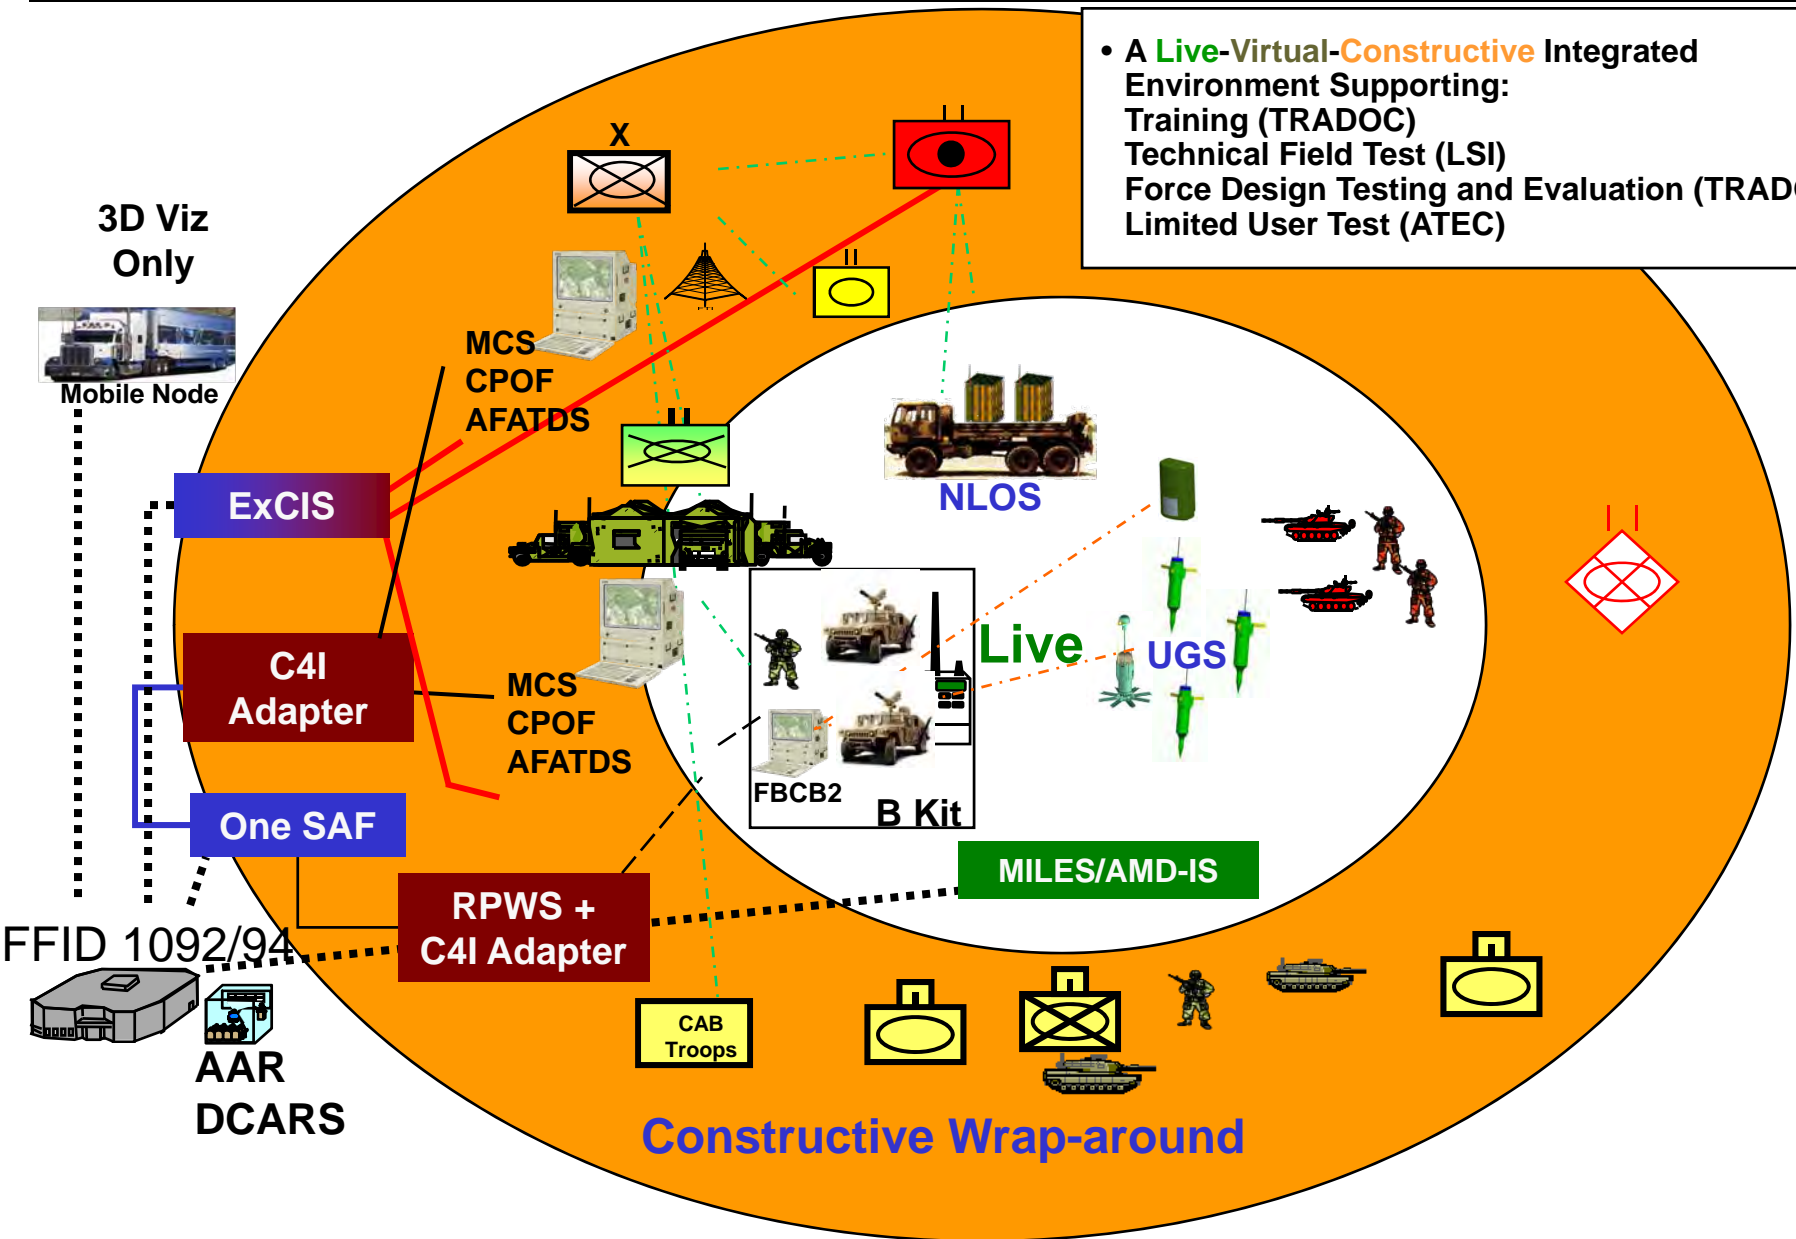 • A Live-Virtual-Constructive Integrated
Environment Supporting:
Training (TRADOC)
Technical Field Test (LSI)
Force Design Testing and Evaluation (TRADO
Limited User Test (ATEC)
X
3D Viz
Only
Mobile Node
MCS
CPOF
AFATDS
ExCIS
NLOS
C4I
Adapter
MCS
CPOF
AFATDS
Live
UGS
FBCB2
B Kit
One SAF
MILES/AMD-IS
RPWS +
C4I Adapter
FFID 1092/94
CAB
Troops
AAR
DCARS
Constructive Wrap-around